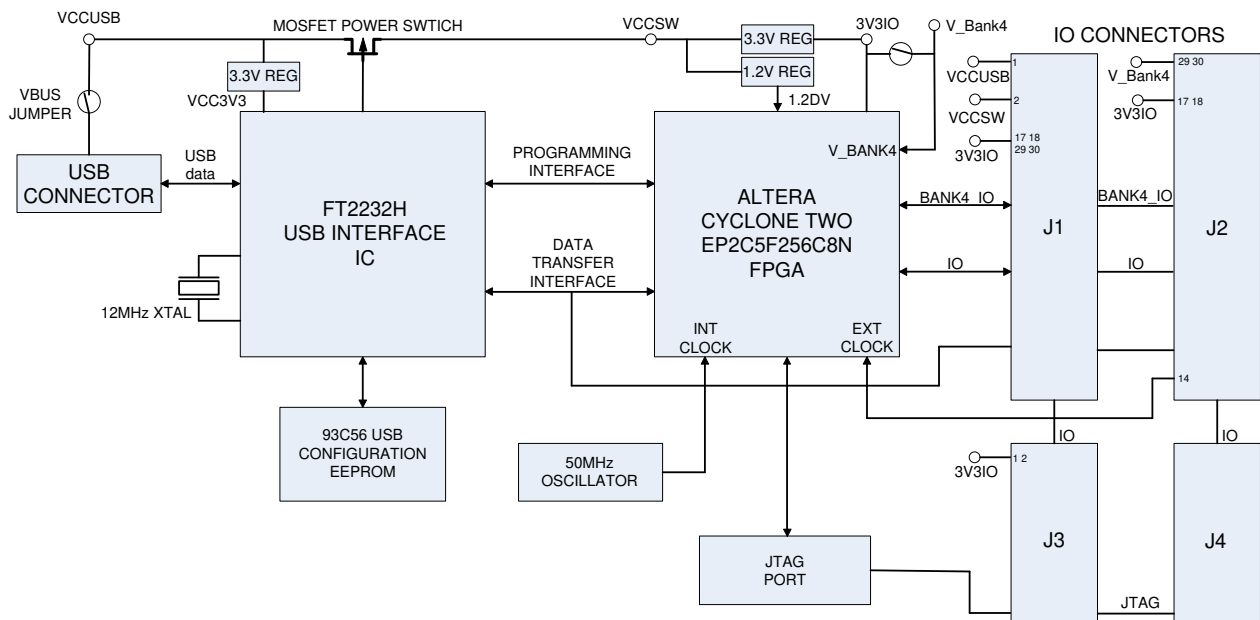 VCCUSB
MOSFET POWER SWTICH
VCCSW
3V3IO
V_Bank4
IO CONNECTORS
3.3V REG
VCC3V3
3.3V REG
1.2V REG
1.2DV
VBUS
JUMPER
USB
CONNECTOR
USB
data
FT2232H
USB INTERFACE
IC
12MHz XTAL
93C56 USB
CONFIGURATION
EEPROM
PROGRAMMING
INTERFACE
DATA
TRANSFER
INTERFACE
V_BANK4
ALTERA
CYCLONE TWO
EP2C5F256C8N
FPGA
INT
CLOCK
EXT
CLOCK
50MHz
OSCILLATOR
JTAG
PORT
BANK4_IO
IO
VCCUSB
1
VCCSW
2
3V3IO
17 18
29 30
J1
BANK4_IO
IO
V_Bank4
29 30
3V3IO
17 18
J2
14
IO
IO
3V3IO
1 2
J3
JTAG
J4